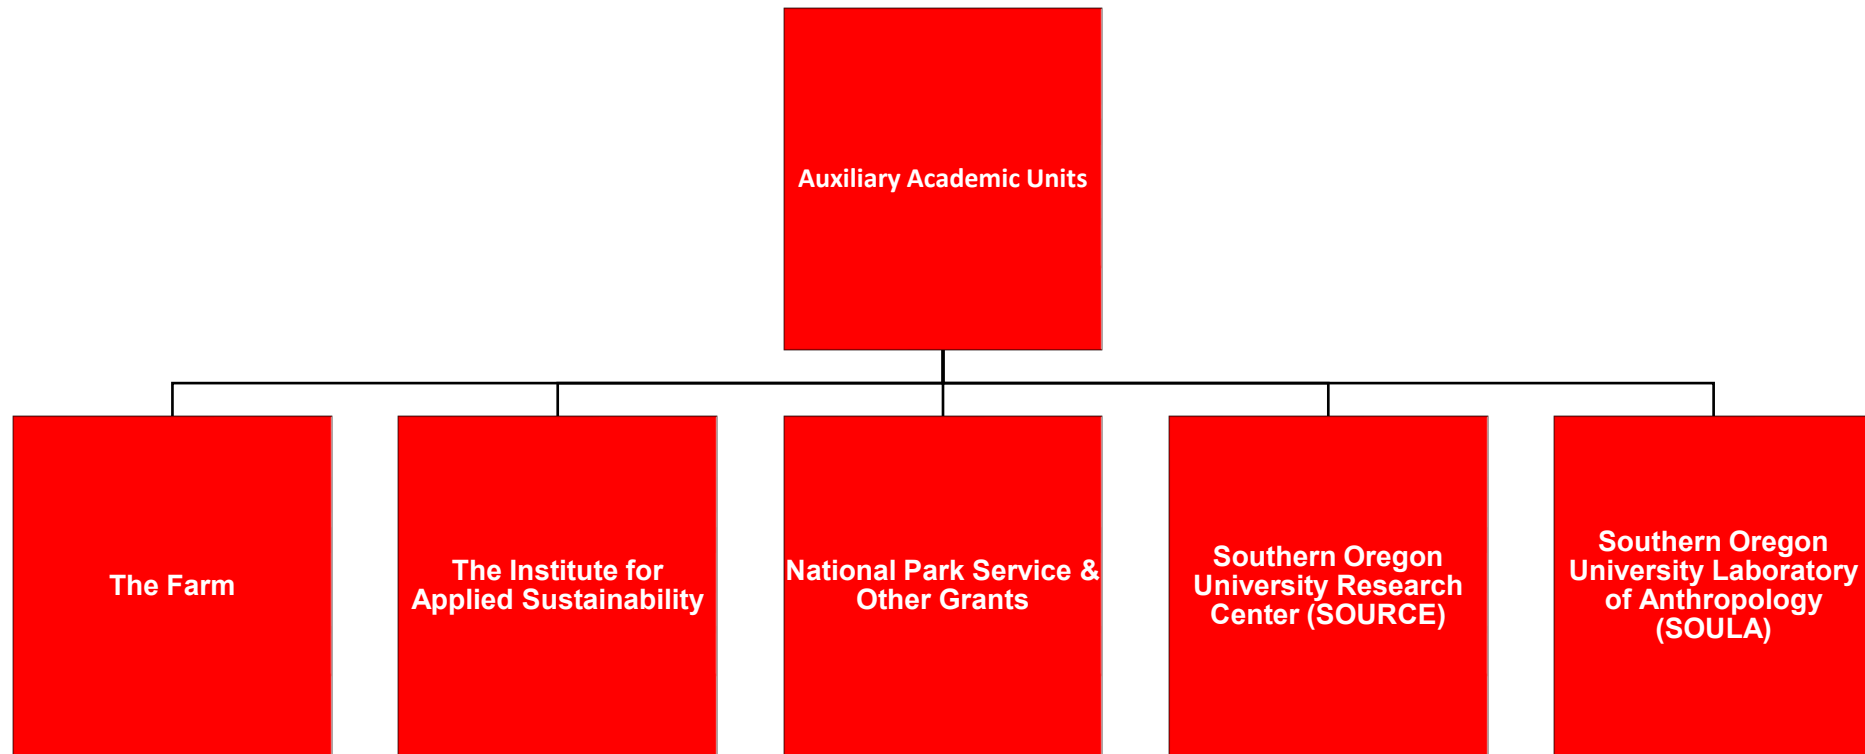 Auxiliary Academic Units
The Farm
The Institute for
Applied Sustainability
National Park Service &
Other Grants
Southern Oregon
University Research
Center (SOURCE)
Southern Oregon
University Laboratory
of Anthropology
(SOULA)